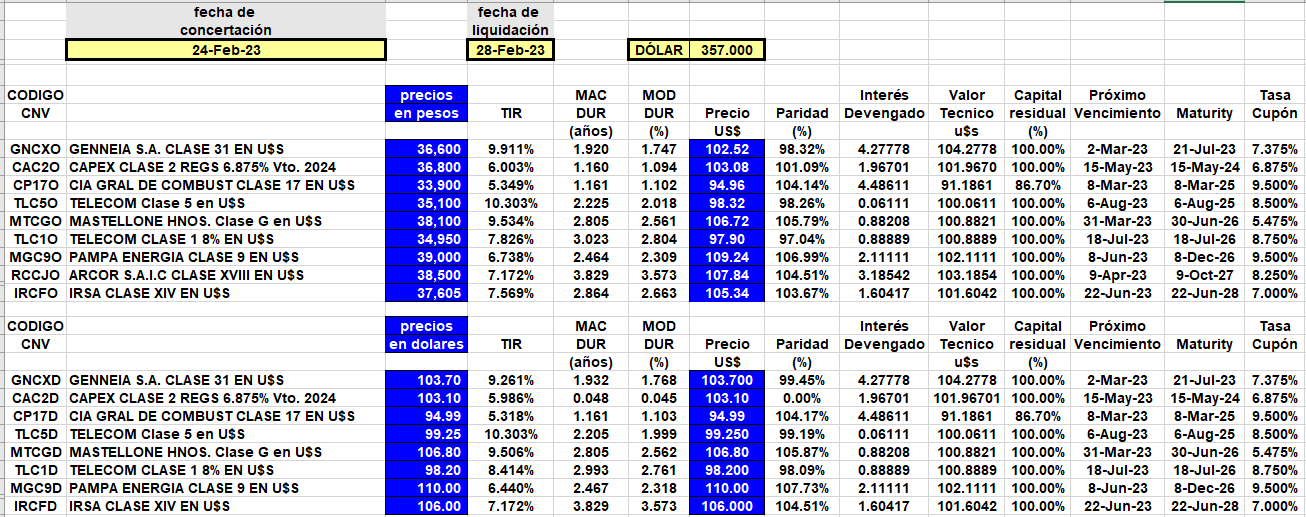 fecha de fecha de
concertación liquidación
24-Feb-23 28-Feb-23 DÓLAR 357.000
CODIGO precios MAC MOD Interés Valor Capital Próximo Tasa
CNV en pesos TIR DUR DUR Precio Paridad Devengado Tecnico residual Vencimiento Maturity Cupón
(años) (%) US$ (%) u$s (%)
GNCXO GENNEIA S.A. CLASE 31 EN U$S 36,600 9.911% 1.920 1.747 102.52 98.32% 4.27778 104.2778 100.00% 2-Mar-23 21-Jul-23 7.375%
CAC2O CAPEX CLASE 2 REGS 6.875% Vto. 2024 36,800 6.003% 1.160 1.094 103.08 101.09% 1.96701 101.9670 100.00% 15-May-23 15-May-24 6.875%
CP17O CIA GRAL DE COMBUST CLASE 17 EN U$S 33,900 5.349% 1.161 1.102 94.96 104.14% 4.48611 91.1861 86.70% 8-Mar-23 8-Mar-25 9.500%
TLC5O TELECOM Clase 5 en U$S 35,100 10.303% 2.225 2.018 98.32 98.26% 0.06111 100.0611 100.00% 6-Aug-23 6-Aug-25 8.500%
MTCGO MASTELLONE HNOS. Clase G en U$S 38,100 9.534% 2.805 2.561 106.72 105.79% 0.88208 100.8821 100.00% 31-Mar-23 30-Jun-26 5.475%
TLC1O TELECOM CLASE 1 8% EN U$S 34,950 7.826% 3.023 2.804 97.90 97.04% 0.88889 100.8889 100.00% 18-Jul-23 18-Jul-26 8.750%
MGC9O PAMPA ENERGIA CLASE 9 EN U$S 39,000 6.738% 2.464 2.309 109.24 106.99% 2.11111 102.1111 100.00% 8-Jun-23 8-Dec-26 9.500%
RCCJO ARCOR S.A.I.C CLASE XVIII EN U$S 38,500 7.172% 3.829 3.573 107.84 104.51% 3.18542 103.1854 100.00% 9-Apr-23 9-Oct-27 8.250%
IRCFO IRSA CLASE XIV EN U$S 37,605 7.569% 2.864 2.663 105.34 103.67% 1.60417 101.6042 100.00% 22-Jun-23 22-Jun-28 7.000%
CODIGO precios MAC MOD Interés Valor Capital Próximo Tasa
CNV en dolares TIR DUR DUR Precio Paridad Devengado Tecnico residual Vencimiento Maturity Cupón
(años) (%) US$ (%) u$s (%)
GNCXD GENNEIA S.A. CLASE 31 EN U$S 103.70 9.261% 1.932 1.768 103.700 99.45% 4.27778 104.2778 100.00% 2-Mar-23 21-Jul-23 7.375%
CAC2D CAPEX CLASE 2 REGS 6.875% Vto. 2024 103.10 5.986% 0.048 0.045 103.10 0.00% 1.96701 101.96701 100.00% 15-May-23 15-May-24 6.875%
CP17D CIA GRAL DE COMBUST CLASE 17 EN U$S 94.99 5.318% 1.161 1.103 94.99 104.17% 4.48611 91.1861 86.70% 8-Mar-23 8-Mar-25 9.500%
TLC5D TELECOM Clase 5 en U$S 99.25 10.303% 2.205 1.999 99.250 99.19% 0.06111 100.0611 100.00% 6-Aug-23 6-Aug-25 8.500%
MTCGD MASTELLONE HNOS. Clase G en U$S 106.80 9.506% 2.805 2.562 106.80 105.87% 0.88208 100.8821 100.00% 31-Mar-23 30-Jun-26 5.475%
TLC1D TELECOM CLASE 1 8% EN U$S 98.20 8.414% 2.993 2.761 98.200 98.09% 0.88889 100.8889 100.00% 18-Jul-23 18-Jul-26 8.750%
MGC9D PAMPA ENERGIA CLASE 9 EN U$S 110.00 6.440% 2.467 2.318 110.00 107.73% 2.11111 102.1111 100.00% 8-Jun-23 8-Dec-26 9.500%
IRCFD IRSA CLASE XIV EN U$S 106.00 7.172% 3.829 3.573 106.000 104.51% 1.60417 101.6042 100.00% 22-Jun-23 22-Jun-28 7.000%